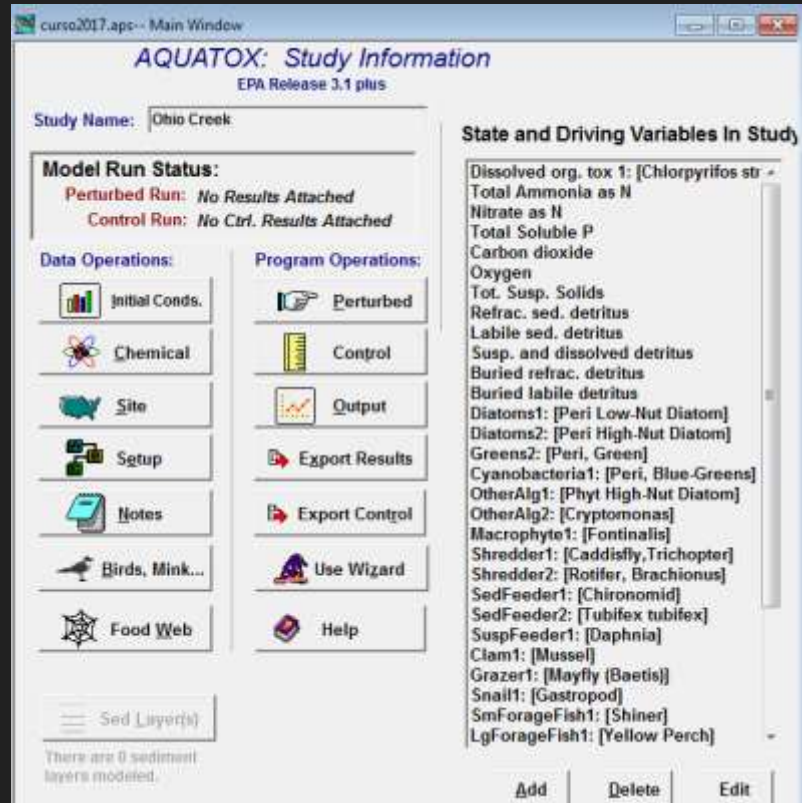 curso2017.aps-- Main Window
AQUATOX: Study Information
EPA Release 3.1 plus
Study Name: Ohio Creek
Model Run Status:
Perturbed Run: No Results Attached
Control Run: No Ctrl. Results Attached
Data Operations:
Initial Conds.
Chemical
Site
Setup
Notes
Birds, Mink...
Food Web
Sed Layer(s)
There are 0 sediment
layers modeled.
Program Operations:
Perturbed
Control
Output
Export Results
Export Control
Use Wizard
Help
State and Driving Variables In Study
Dissolved org. tox 1: [Chlorpyrifos str
Total Ammonia as N
Nitrate as N
Total Soluble P
Carbon dioxide
Oxygen
Tot. Susp. Solids
Refrac. sed. detritus
Labile sed. detritus
Susp. and dissolved detritus
Buried refrac. detritus
Buried labile detritus
Diatoms1: [Peri Low-Nut Diatom]
Diatoms2: [Peri High-Nut Diatom]
Greens2: [Peri, Green]
Cyanobacteria1: [Peri, Blue-Greens]
OtherAlg1: [Phyt High-Nut Diatom]
OtherAlg2: [Cryptomonas]
Macrophyte1: [Fontinalis]
Shredder1: [Caddisfly,Trichopter]
Shredder2: [Rotifer, Brachionus]
SedFeeder1: [Chironomid]
SedFeeder2: [Tubifex tubifex]
SuspFeeder1: [Daphnia]
Clam1: [Mussel]
Grazer1: [Mayfly (Baetis)]
Snail1: [Gastropod]
SmForageFish1: [Shiner]
LgForageFish1: [Yellow Perch]
Add Delete Edit